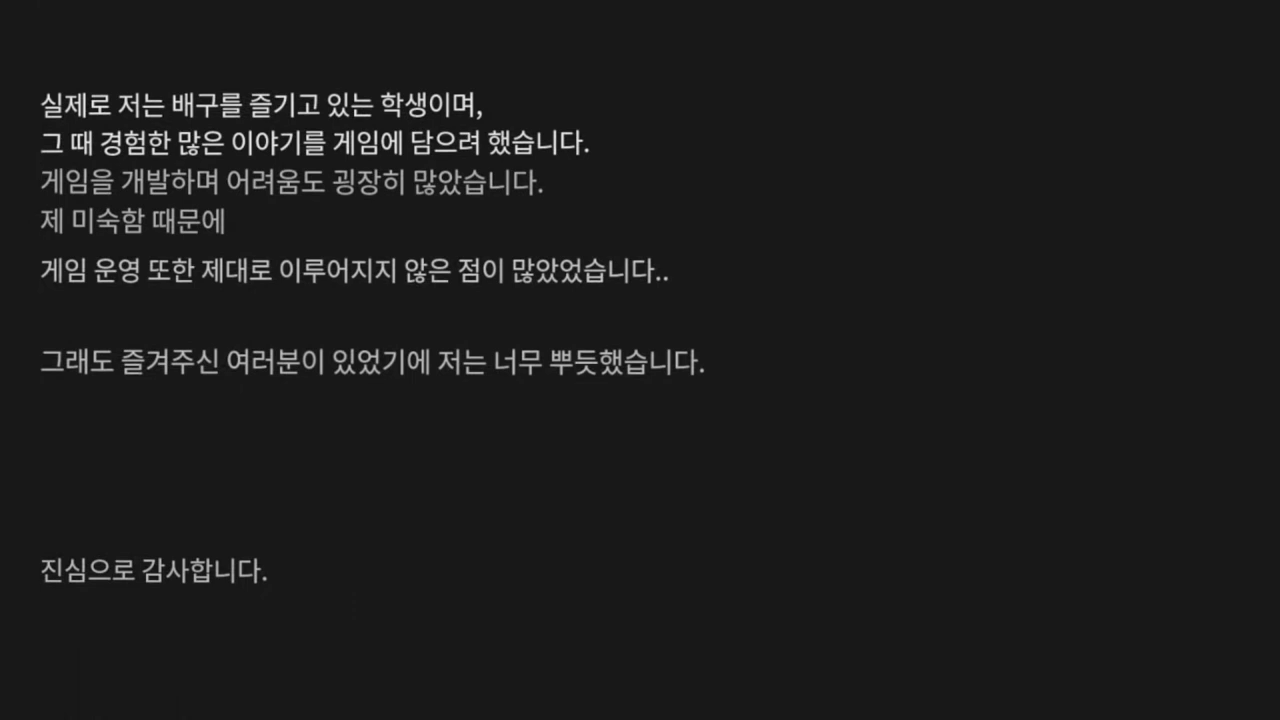 실제로 저는 배구를 즐기고 있는 학생이며,
그 때 경험한 많은 이야기를 게임에 담으려 했습니다.
게임을 개발하며 어려움도 굉장히 많았습니다.
제 미숙함 때문에
게임 운영 또한 제대로 이루어지지 않은 점이 많았었습니다..
그래도 즐겨주신 여러분이 있었기에 저는 너무 뿌듯했습니다.
진심으로 감사합니다.